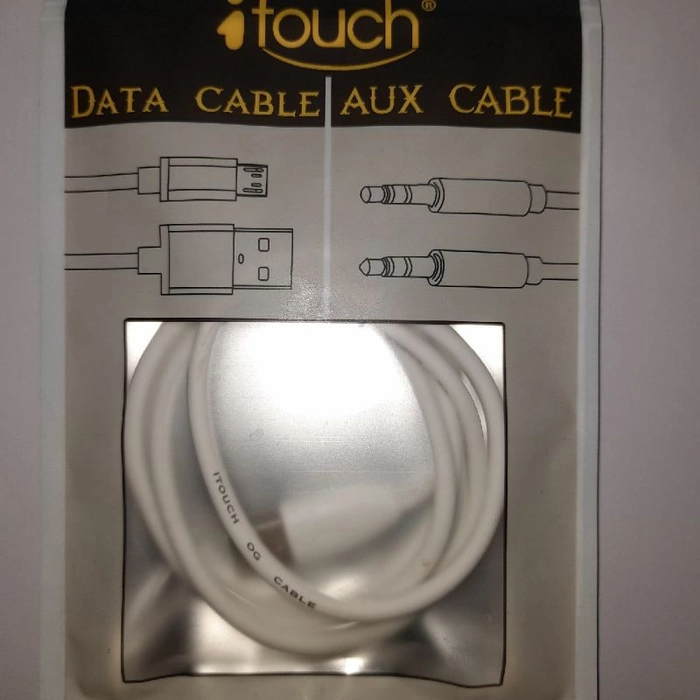 itouch®
DATA CABLE
AUX CABLE
ITOUCH OG CABLE